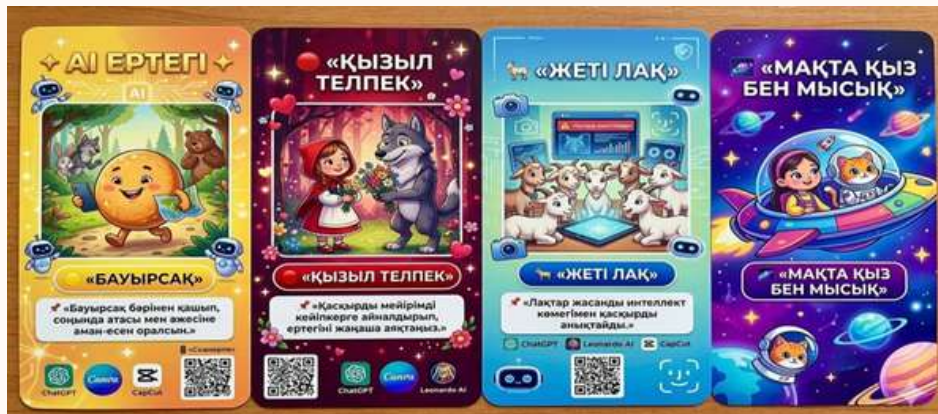 AI ЕРТЕГІ
AI
«БАУЫРСАҚ»
«Бауырсақ бәрінен қашып,
соңында атасы мен әжесіне
аман-есен оралсын.»
ChatGPT
Canva
CapCut
«ҚЫЗЫЛ
ТЕЛПЕК»
«ҚЫЗЫЛ ТЕЛПЕК»
«Қасқырды мейірімді
кейіпкерге айналдырып,
ертегіні жаңаша аяқтаңыз.»
ChatGPT
Canva
Leonardo AI
«ЖЕТІ ЛАҚ»
«ЖЕТІ ЛАҚ»
«Лақтар жасанды интеллект
көмегімен қасқырды
анықтайды.»
ChatGPT
Leonardo AI
CapCut
«МАҚТА ҚЫЗ
БЕН МЫСЫҚ»
«МАҚТА ҚЫЗ
БЕН МЫСЫҚ»